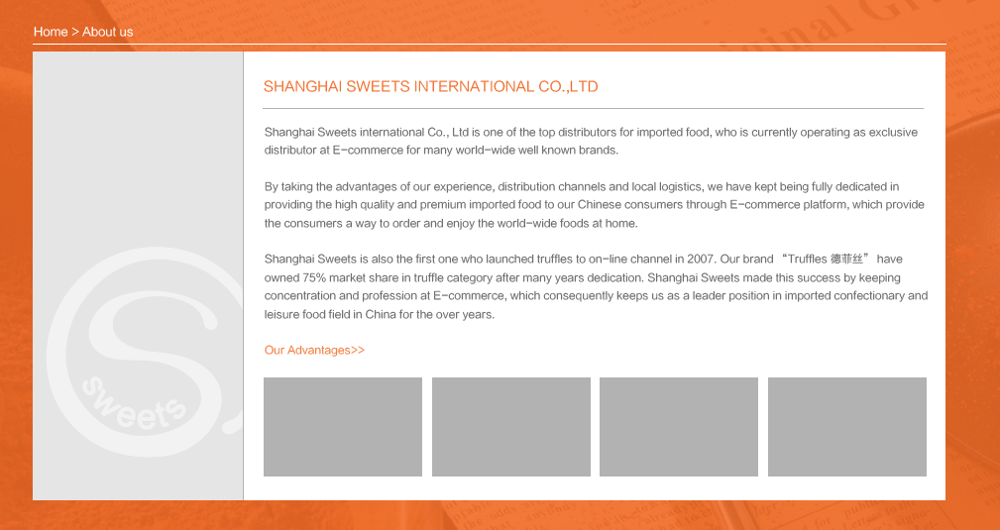 Home > About us
SHANGHAI SWEETS INTERNATIONAL CO.,LTD
Shanghai Sweets international Co., Ltd is one of the top distributors for imported food, who is currently operating as exclusive
distributor at E-commerce for many world-wide well known brands.
By taking the advantages of our experience, distribution channels and local logistics, we have kept being fully dedicated in
providing the high quality and premium imported food to our Chinese consumers through E-commerce platform, which provide
the consumers a way to order and enjoy the world-wide foods at home.
Shanghai Sweets is also the first one who launched truffles to on-line channel in 2007. Our brand “Truffles 德菲丝” have
owned 75% market share in truffle category after many years dedication. Shanghai Sweets made this success by keeping
concentration and profession at E-commerce, which consequently keeps us as a leader position in imported confectionary and
leisure food field in China for the over years.
Our Advantages>>
sweets